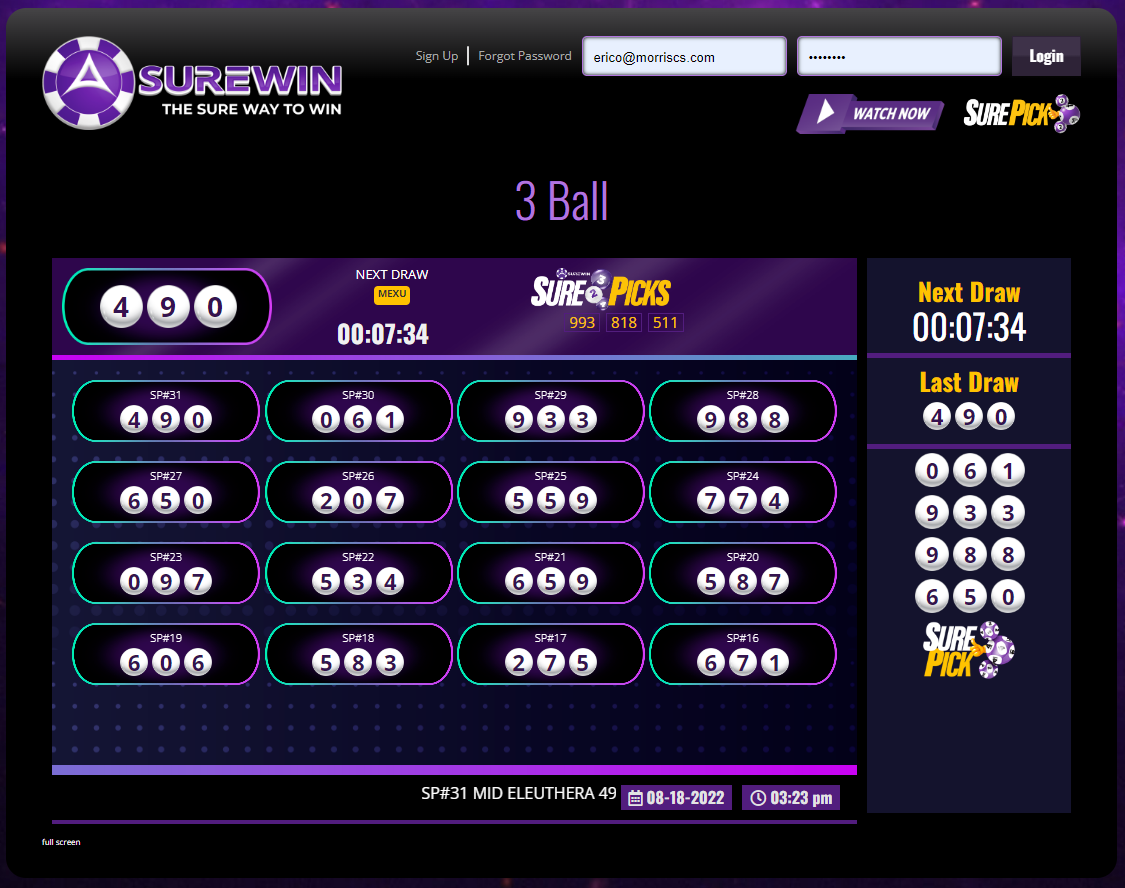 Sign Up | Forgot Password erico@morriscs.com •••••••• Login
SUREWIN
THE SURE WAY TO WIN
WATCH NOW SUREPICK
3 Ball
4 9 0
NEXT DRAW
MEXU
00:07:34
SUREWIN
SURE PICKS
993 818 511
SP#31 SP#30 SP#29 SP#28
4 9 0 0 6 1 9 3 3 9 8 8
SP#27 SP#26 SP#25 SP#24
6 5 0 2 0 7 5 5 9 7 7 4
SP#23 SP#22 SP#21 SP#20
0 9 7 5 3 4 6 5 9 5 8 7
SP#19 SP#18 SP#17 SP#16
6 0 6 5 8 3 2 7 5 6 7 1
SP#31 MID ELEUTHERA 49 08-18-2022 03:23 pm
Next Draw
00:07:34
Last Draw
4 9 0
0 6 1
9 3 3
9 8 8
6 5 0
SURE
PICK
full screen